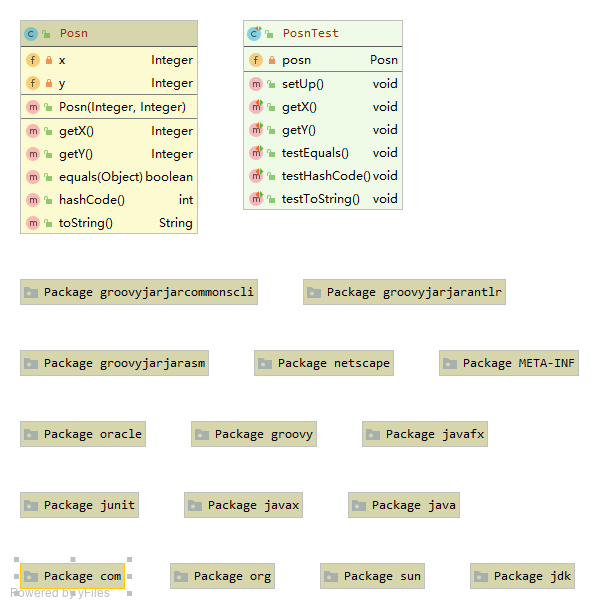 C Posn
f x Integer
f y Integer
m Posn(Integer, Integer)
m getX() Integer
m getY() Integer
m equals(Object) boolean
m hashCode() int
m toString() String
C PosnTest
f posn Posn
m setUp() void
m getX() void
m getY() void
m testEquals() void
m testHashCode() void
m testToString() void
Package groovyjarjarcommonscli
Package groovyjarjarantlr
Package groovyjarjarasm
Package netscape
Package META-INF
Package oracle
Package groovy
Package javafx
Package junit
Package javax
Package java
Package com
Package org
Package sun
Package jdk
Powered by yFiles